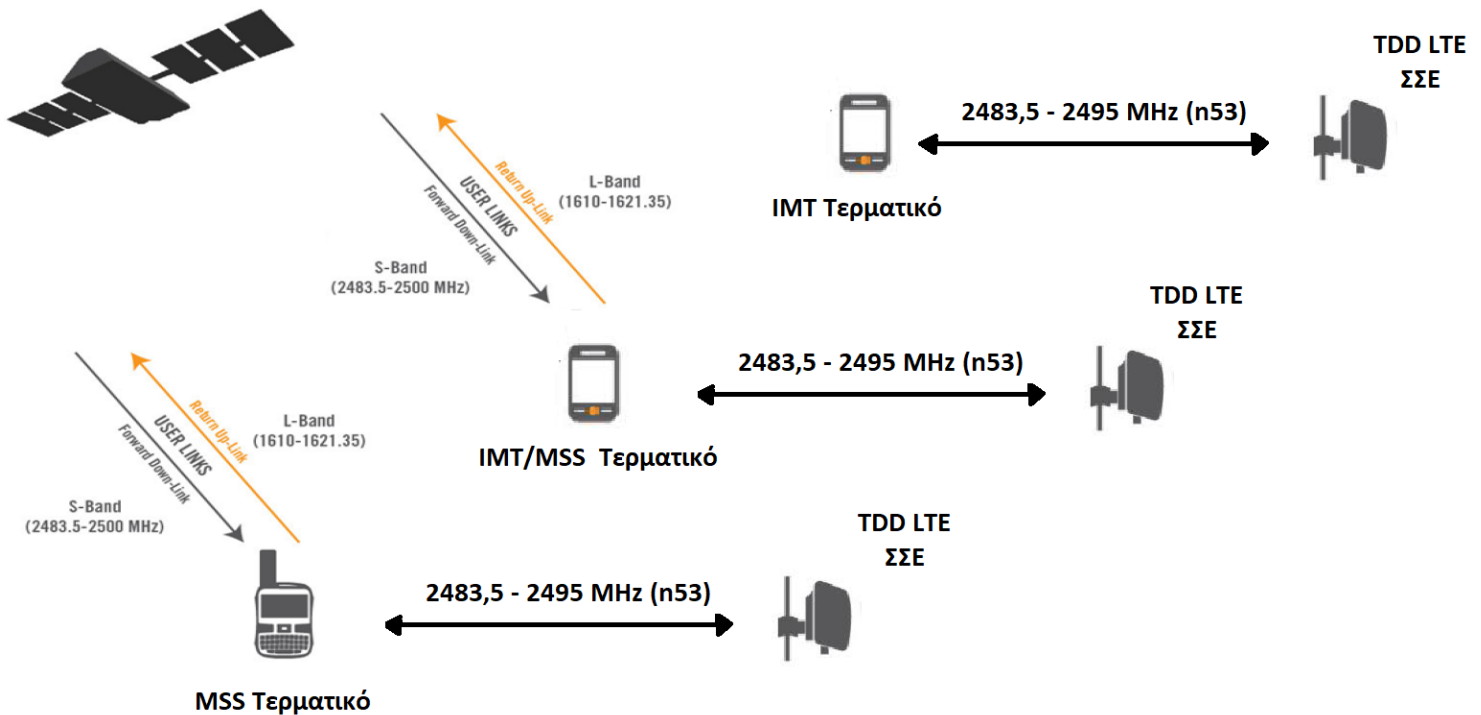 TDD LTE
ΣΣΕ
2483,5 - 2495 MHz (n53)
IMT Τερματικό
Return Up-Link
USER LINKS
Forward Down-Link
L-Band
(1610-1621.35)
S-Band
(2483.5-2500 MHz)
TDD LTE
ΣΣΕ
2483,5 - 2495 MHz (n53)
IMT/MSS Τερματικό
Return Up-Link
USER LINKS
Forward Down-Link
L-Band
(1610-1621.35)
S-Band
(2483.5-2500 MHz)
TDD LTE
ΣΣΕ
2483,5 - 2495 MHz (n53)
MSS Τερματικό